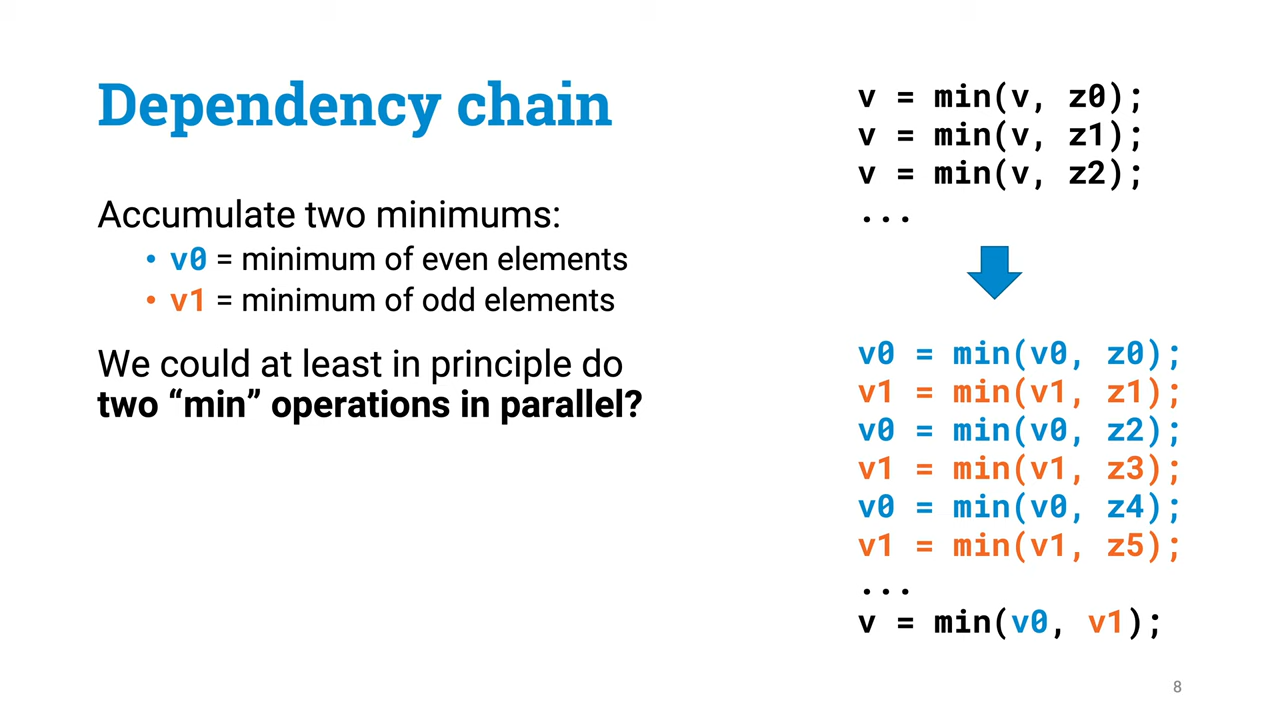 Dependency chain
Accumulate two minimums:
• v0 = minimum of even elements
• v1 = minimum of odd elements
We could at least in principle do
two “min” operations in parallel?
v = min(v, z0);
v = min(v, z1);
v = min(v, z2);
...
v0 = min(v0, z0);
v1 = min(v1, z1);
v0 = min(v0, z2);
v1 = min(v1, z3);
v0 = min(v0, z4);
v1 = min(v1, z5);
...
v = min(v0, v1);
8